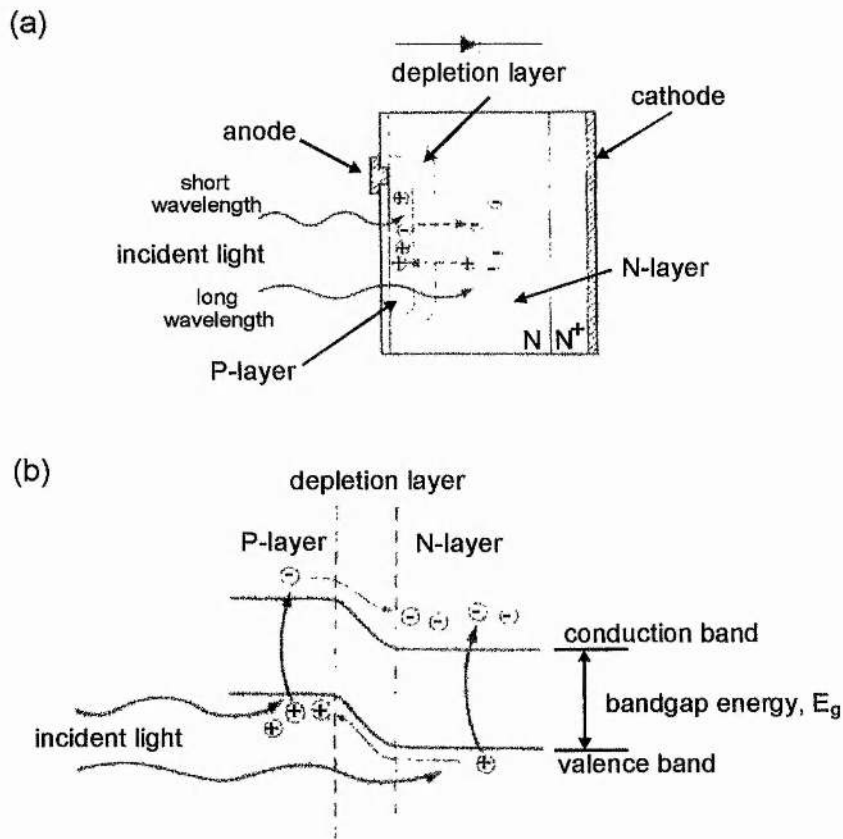 (a)
depletion layer
cathode
anode
short
wavelength
incident light
N-layer
long
wavelength
N N+
P-layer
(b)
depletion layer
P-layer
N-layer
conduction band
bandgap energy, Eg
incident light
valence band